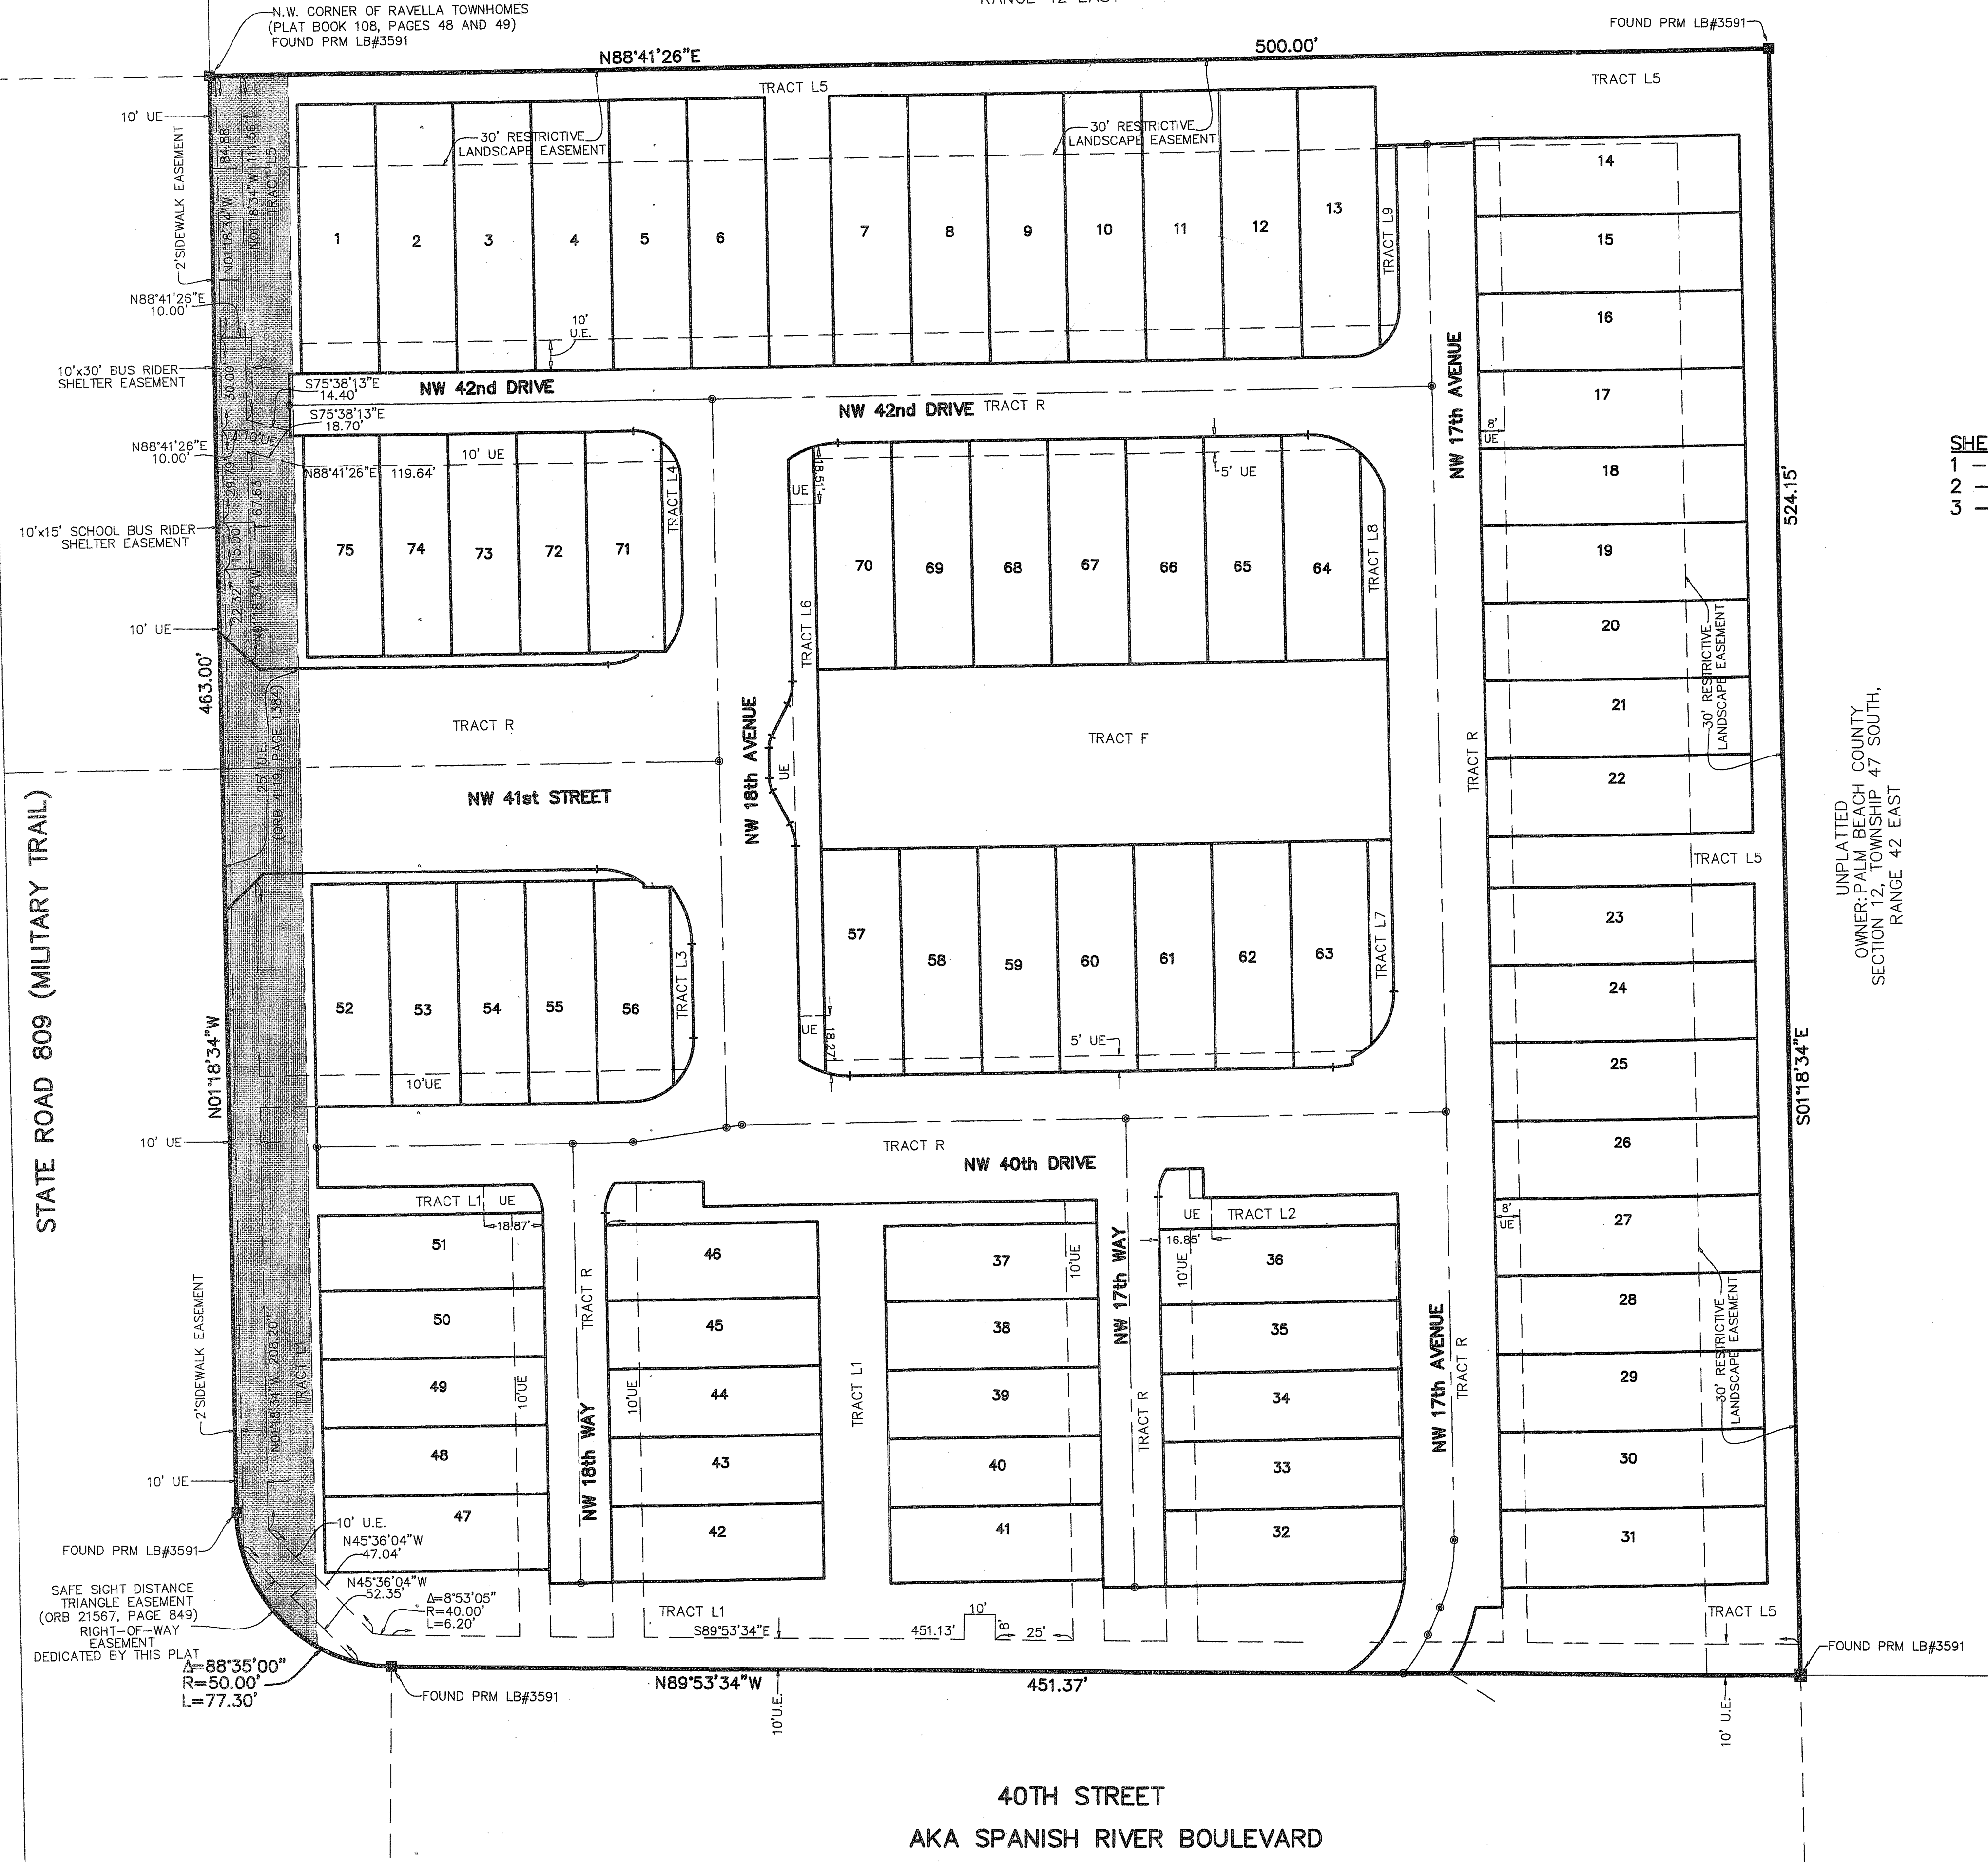 RANGE 42 EAST
N.W. CORNER OF RAVELLA TOWNHOMES
(PLAT BOOK 108, PAGES 48 AND 49)
FOUND PRM LB#3591
FOUND PRM LB#3591
N88°41'26"E
500.00'
TRACT L5
TRACT L5
10' UE
2'SIDEWALK EASEMENT
84.88'
N01°18'34"W
N01°18'34"W 111.56'
TRACT L5
30' RESTRICTIVE
LANDSCAPE EASEMENT
30' RESTRICTIVE
LANDSCAPE EASEMENT
1
2
3
4
5
6
7
8
9
10
11
12
13
TRACT L9
14
15
16
17
18
19
20
21
22
N88°41'26"E
10.00'
10'
U.E.
10'x30' BUS RIDER
SHELTER EASEMENT
30.00'
S75°38'13"E
14.40'
S75°38'13"E
18.70'
NW 42nd DRIVE
NW 42nd DRIVE
TRACT R
NW 17th AVENUE
8'
UE
N88°41'26"E
10.00'
10'UE
29.79'
67.63
N88°41'26"E 119.64'
10' UE
TRACT L4
UE
18.51'
5' UE
10'x15' SCHOOL BUS RIDER
SHELTER EASEMENT
15.00'
22.32'
N01°18'34"W
75
74
73
72
71
70
69
68
67
66
65
64
TRACT L8
TRACT L6
10' UE
463.00'
524.15'
SHE
1 –
2 –
3 –
30' RESTRICTIVE
LANDSCAPE EASEMENT
25' U.E.
(ORB 4119, PAGE 1384)
TRACT R
NW 41st STREET
NW 18th AVENUE
UE
TRACT F
TRACT R
UNPLATTED
OWNER: PALM BEACH COUNTY
SECTION 12, TOWNSHIP 47 SOUTH,
RANGE 42 EAST
STATE ROAD 809 (MILITARY TRAIL)
TRACT L5
52
53
54
55
56
TRACT L3
57
58
59
60
61
62
63
TRACT L7
23
24
25
26
27
28
29
30
31
N01°18'34"W
S01°18'34"E
10'UE
UE
18.27'
5' UE
10' UE
TRACT R
NW 40th DRIVE
TRACT L1
UE
18.87'
UE
TRACT L2
16.85'
8'
UE
51
50
49
48
47
46
45
44
43
42
37
38
39
40
41
36
35
34
33
32
10'UE
10'UE
10'UE
10'UE
TRACT R
NW 18th WAY
TRACT L1
NW 17th WAY
TRACT R
NW 17th AVENUE
TRACT R
30' RESTRICTIVE
LANDSCAPE EASEMENT
2'SIDEWALK EASEMENT
N01°18'34"W 208.20'
TRACT L1
10' UE
FOUND PRM LB#3591
10' U.E.
N45°36'04"W
47.04'
N45°36'04"W
52.35'
SAFE SIGHT DISTANCE
TRIANGLE EASEMENT
(ORB 21567, PAGE 849)
RIGHT-OF-WAY
EASEMENT
DEDICATED BY THIS PLAT
Δ=8°53'05"
R=40.00'
L=6.20'
TRACT L1
S89°53'34"E
451.13'
10'
8'
25'
TRACT L5
FOUND PRM LB#3591
Δ=88°35'00"
R=50.00'
L=77.30'
FOUND PRM LB#3591
N89°53'34"W
451.37'
10'U.E.
10' U.E.
40TH STREET
AKA SPANISH RIVER BOULEVARD